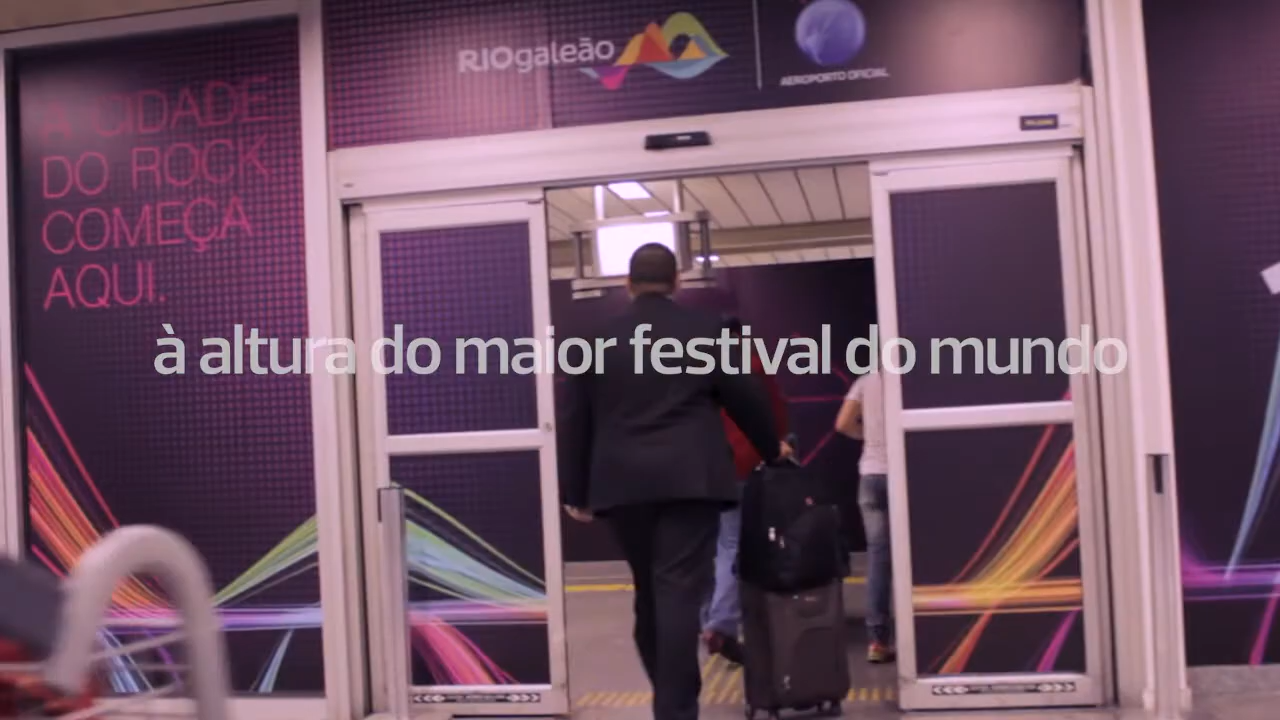 RIOgaleão
AEROPORTO OFICIAL
A CIDADE
DO ROCK
COMEÇA
AQUI.
à altura do maior festival do mundo